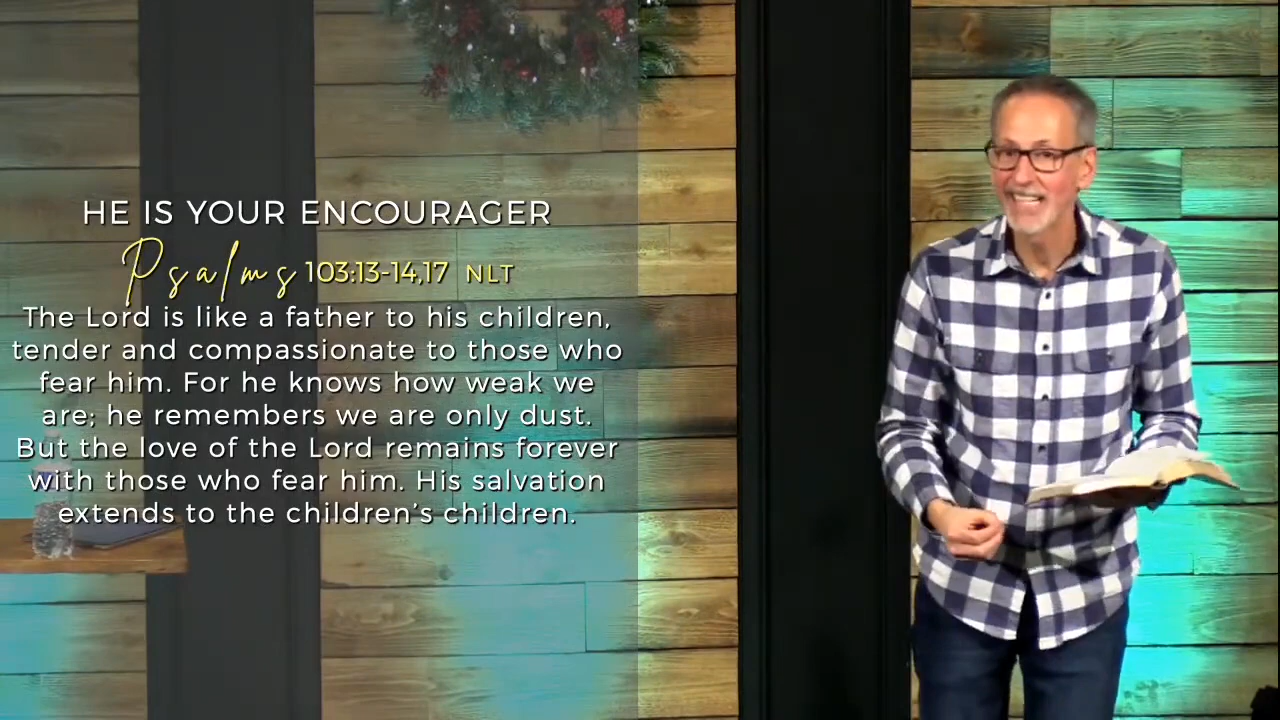 HE IS YOUR ENCOURAGER
Psalms 103:13-14,17 NLT
The Lord is like a father to his children,
tender and compassionate to those who
fear him. For he knows how weak we
are; he remembers we are only dust.
But the love of the Lord remains forever
with those who fear him. His salvation
extends to the children’s children.